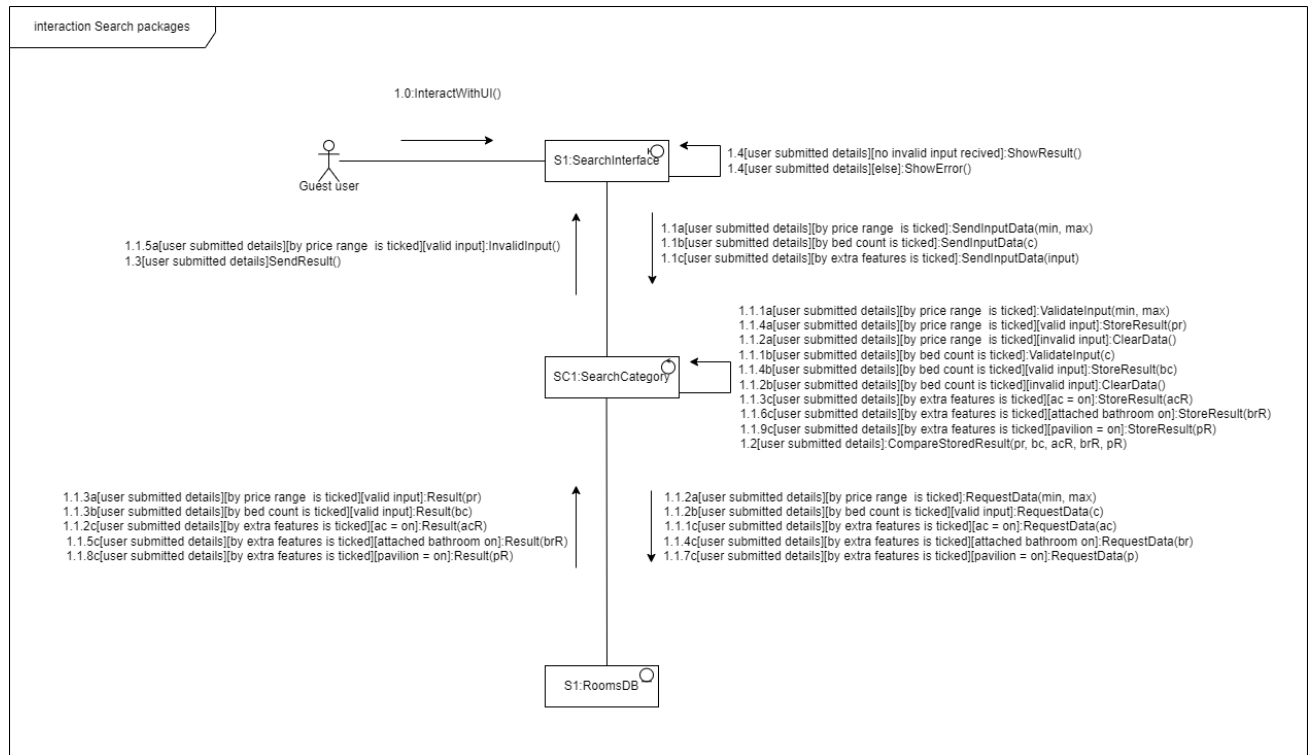 interaction Search packages
1.0:InteractWithUI()
Guest user
S1:SearchInterface
1.4[user submitted details][no invalid input recived]:ShowResult()
1.4[user submitted details][else]:ShowError()
1.1.5a[user submitted details][by price range  is ticked][valid input]:InvalidInput()
1.3[user submitted details]SendResult()
1.1a[user submitted details][by price range  is ticked]:SendInputData(min, max)
1.1b[user submitted details][by bed count is ticked]:SendInputData(c)
1.1c[user submitted details][by extra features is ticked]:SendInputData(input)
SC1:SearchCategory
1.1.1a[user submitted details][by price range  is ticked]:ValidateInput(min, max)
1.1.4a[user submitted details][by price range  is ticked][valid input]:StoreResult(pr)
1.1.2a[user submitted details][by price range  is ticked][invalid input]:ClearData()
1.1.1b[user submitted details][by bed count is ticked]:ValidateInput(c)
1.1.4b[user submitted details][by bed count is ticked][valid input]:StoreResult(bc)
1.1.2b[user submitted details][by bed count is ticked][invalid input]:ClearData()
1.1.3c[user submitted details][by extra features is ticked][ac = on]:StoreResult(acR)
1.1.6c[user submitted details][by extra features is ticked][attached bathroom on]:StoreResult(brR)
1.1.9c[user submitted details][by extra features is ticked][pavilion = on]:StoreResult(pR)
1.2[user submitted details]:CompareStoredResult(pr, bc, acR, brR, pR)
1.1.3a[user submitted details][by price range  is ticked][valid input]:Result(pr)
1.1.3b[user submitted details][by bed count is ticked][valid input]:Result(bc)
1.1.2c[user submitted details][by extra features is ticked][ac = on]:Result(acR)
1.1.5c[user submitted details][by extra features is ticked][attached bathroom on]:Result(brR)
1.1.8c[user submitted details][by extra features is ticked][pavilion = on]:Result(pR)
1.1.2a[user submitted details][by price range  is ticked]:RequestData(min, max)
1.1.2b[user submitted details][by bed count is ticked][valid input]:RequestData(c)
1.1.1c[user submitted details][by extra features is ticked][ac = on]:RequestData(ac)
1.1.4c[user submitted details][by extra features is ticked][attached bathroom on]:RequestData(br)
1.1.7c[user submitted details][by extra features is ticked][pavilion = on]:RequestData(p)
S1:RoomsDB